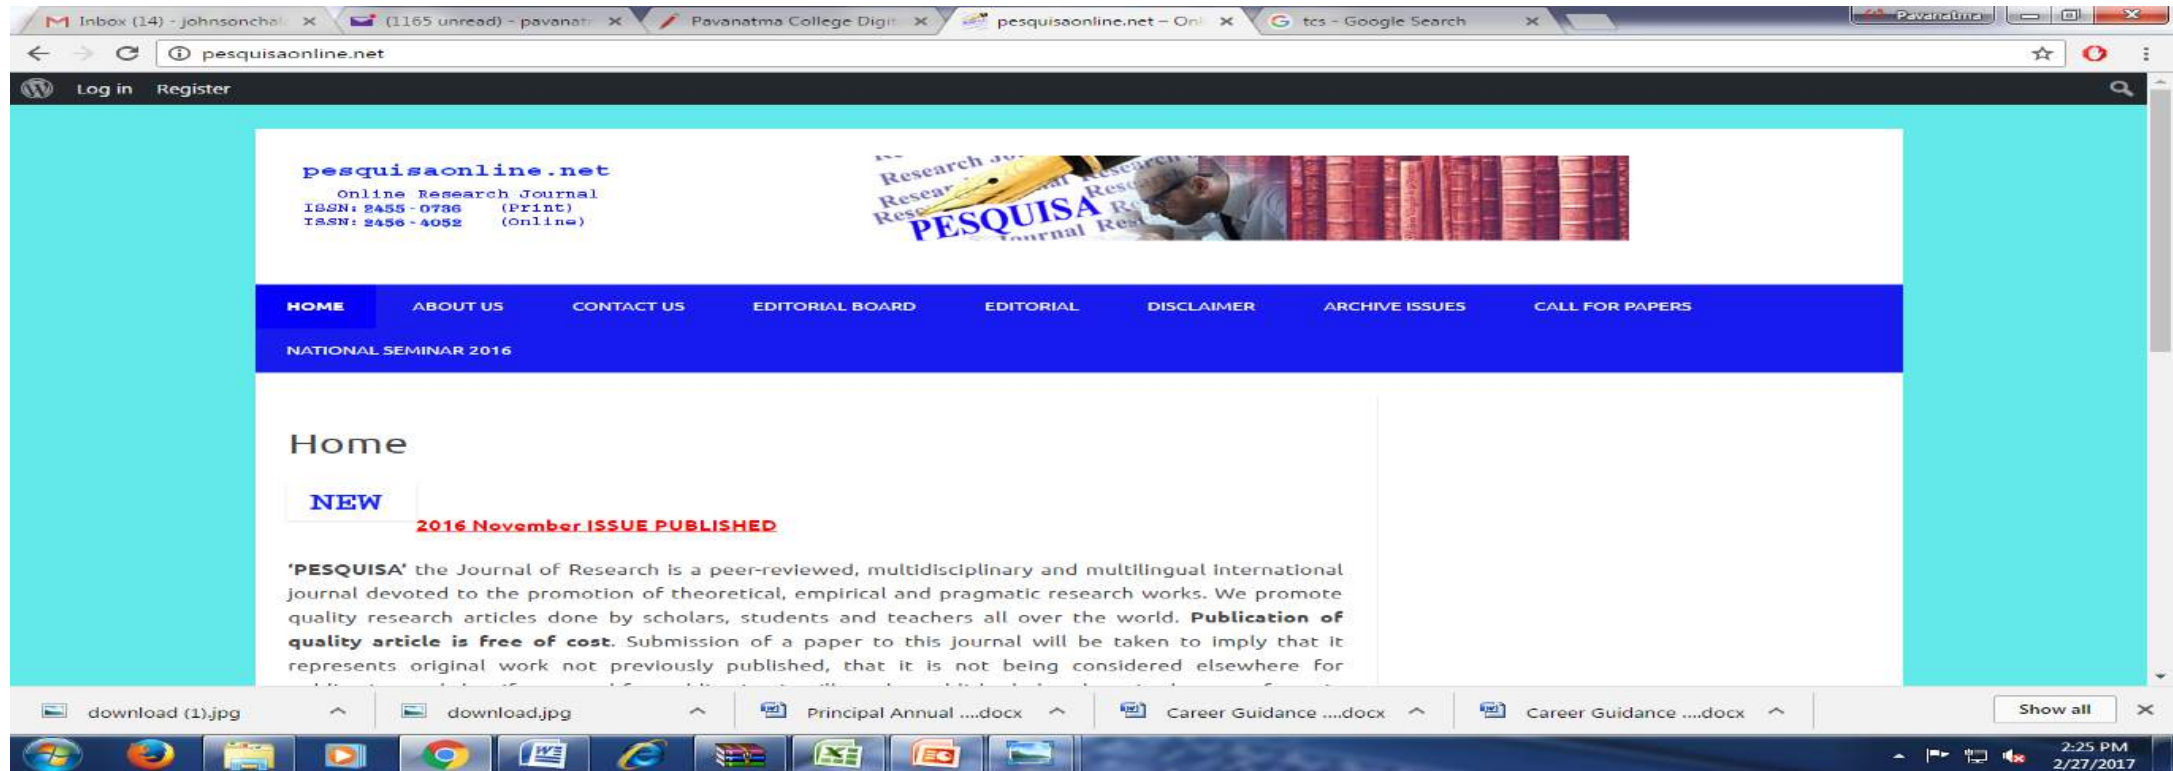 Inbox (14) - johnsoncha
(1165 unread) - pavanat
Pavanatma College Digit
pesquisaonline.net – Onl
tcs - Google Search
Pavanatma
pesquisaonline.net
Log in Register
pesquisaonline.net
Online Research Journal
ISSN: 2455-0736 (Print)
ISSN: 2456-4052 (Online)
Research
PESQUISA
Journal
HOME ABOUT US CONTACT US EDITORIAL BOARD EDITORIAL DISCLAIMER ARCHIVE ISSUES CALL FOR PAPERS
NATIONAL SEMINAR 2016
Home
NEW
2016 November ISSUE PUBLISHED
'PESQUISA' the Journal of Research is a peer-reviewed, multidisciplinary and multilingual international
journal devoted to the promotion of theoretical, empirical and pragmatic research works. We promote
quality research articles done by scholars, students and teachers all over the world. Publication of
quality article is free of cost. Submission of a paper to this journal will be taken to imply that it
represents original work not previously published, that it is not being considered elsewhere for
download (1).jpg
download.jpg
Principal Annual ....docx
Career Guidance ....docx
Career Guidance ....docx
Show all
2:25 PM
2/27/2017